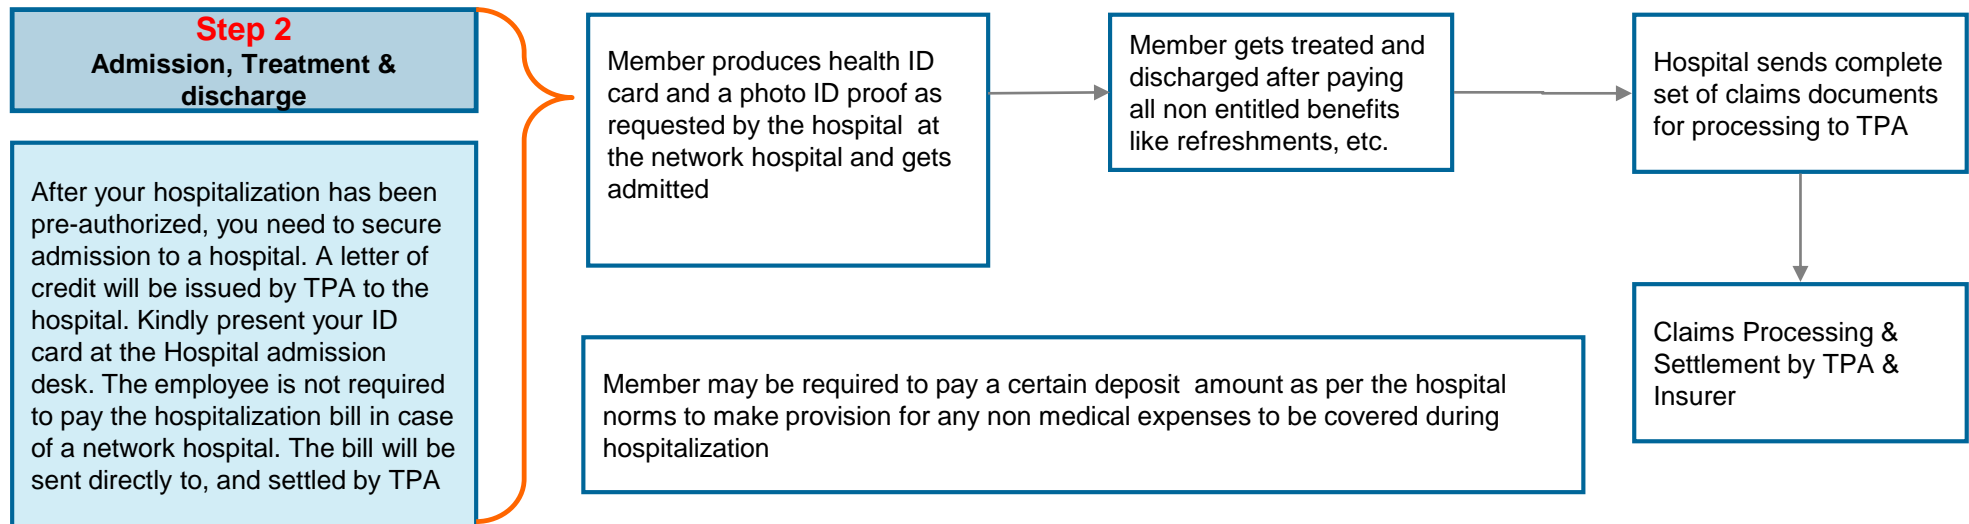 Step 2
Admission, Treatment &
discharge
After your hospitalization has been
pre-authorized, you need to secure
admission to a hospital. A letter of
credit will be issued by TPA to the
hospital. Kindly present your ID
card at the Hospital admission
desk. The employee is not required
to pay the hospitalization bill in case
of a network hospital. The bill will be
sent directly to, and settled by TPA
Member produces health ID
card and a photo ID proof as
requested by the hospital at
the network hospital and gets
admitted
Member gets treated and
discharged after paying
all non entitled benefits
like refreshments, etc.
Hospital sends complete
set of claims documents
for processing to TPA
Claims Processing &
Settlement by TPA &
Insurer
Member may be required to pay a certain deposit amount as per the hospital
norms to make provision for any non medical expenses to be covered during
hospitalization